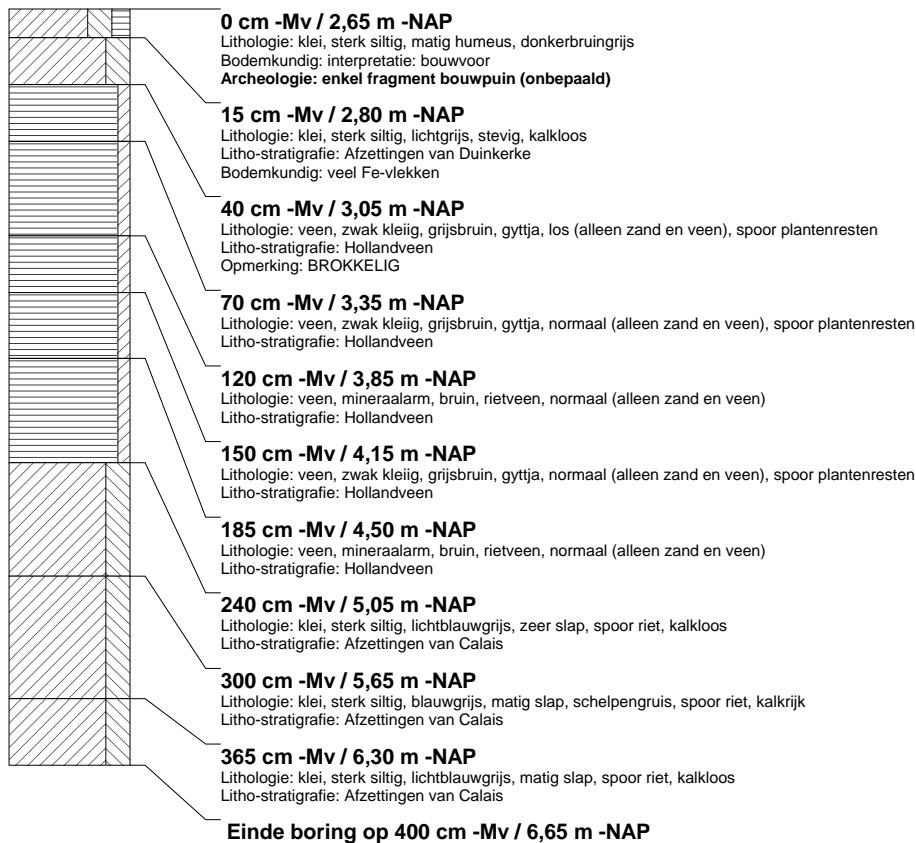 0 cm -Mv / 2,65 m -NAP
Lithologie: klei, sterk siltig, matig humeus, donkerbruingrijs
Bodemkundig: interpretatie: bouwvoor
Archeologie: enkel fragment bouwpuin (onbepaald)
15 cm -Mv / 2,80 m -NAP
Lithologie: klei, sterk siltig, lichtgrijs, stevig, kalkloos
Litho-stratigrafie: Afzettingen van Duinkerke
Bodemkundig: veel Fe-vlekken
40 cm -Mv / 3,05 m -NAP
Lithologie: veen, zwak kleiig, grijsbruin, gyttja, los (alleen zand en veen), spoor plantenresten
Litho-stratigrafie: Hollandveen
Opmerking: BROKKELIG
70 cm -Mv / 3,35 m -NAP
Lithologie: veen, zwak kleiig, grijsbruin, gyttja, normaal (alleen zand en veen), spoor plantenresten
Litho-stratigrafie: Hollandveen
120 cm -Mv / 3,85 m -NAP
Lithologie: veen, mineraalarm, bruin, rietveen, normaal (alleen zand en veen)
Litho-stratigrafie: Hollandveen
150 cm -Mv / 4,15 m -NAP
Lithologie: veen, zwak kleiig, grijsbruin, gyttja, normaal (alleen zand en veen), spoor plantenresten
Litho-stratigrafie: Hollandveen
185 cm -Mv / 4,50 m -NAP
Lithologie: veen, mineraalarm, bruin, rietveen, normaal (alleen zand en veen)
Litho-stratigrafie: Hollandveen
240 cm -Mv / 5,05 m -NAP
Lithologie: klei, sterk siltig, lichtblauwgrijs, zeer slap, spoor riet, kalkloos
Litho-stratigrafie: Afzettingen van Calais
300 cm -Mv / 5,65 m -NAP
Lithologie: klei, sterk siltig, blauwgrijs, matig slap, schelpengruis, spoor riet, kalkrijk
Litho-stratigrafie: Afzettingen van Calais
365 cm -Mv / 6,30 m -NAP
Lithologie: klei, sterk siltig, lichtblauwgrijs, matig slap, spoor riet, kalkloos
Litho-stratigrafie: Afzettingen van Calais
Einde boring op 400 cm -Mv / 6,65 m -NAP